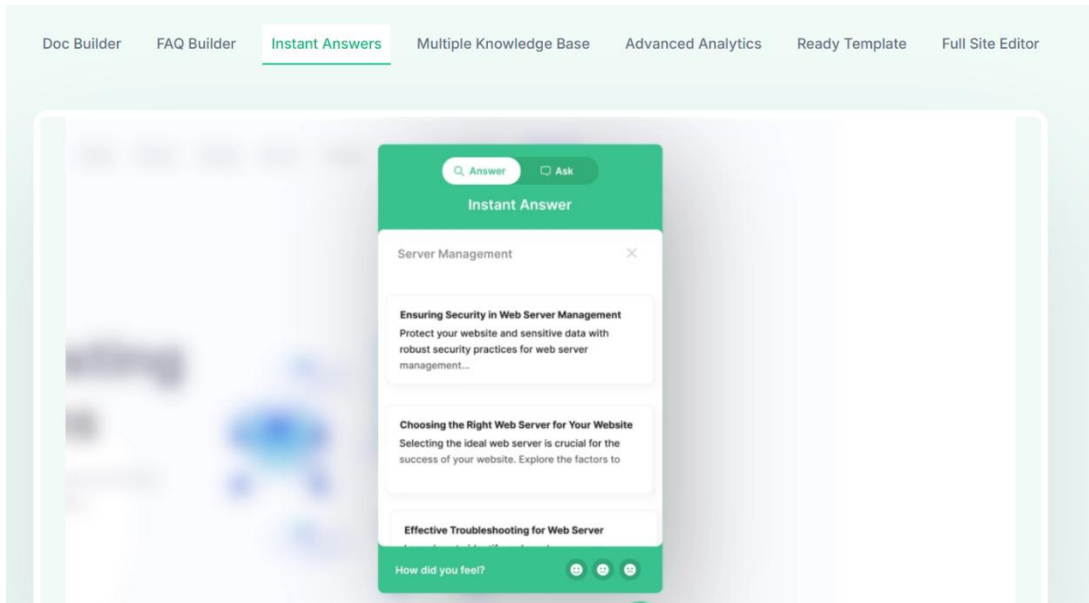 Doc Builder FAQ Builder Instant Answers Multiple Knowledge Base Advanced Analytics Ready Template Full Site Editor
Answer Ask
Instant Answer
Server Management
Ensuring Security in Web Server Management
Protect your website and sensitive data with
robust security practices for web server
management...
Choosing the Right Web Server for Your Website
Selecting the ideal web server is crucial for the
success of your website. Explore the factors to
Effective Troubleshooting for Web Server
How did you feel?